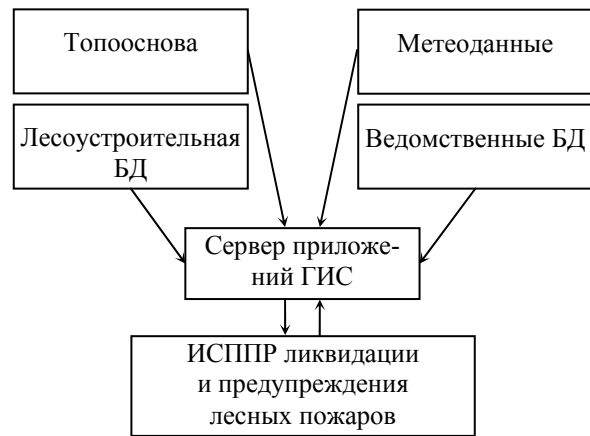 Топооснова
Метеоданные
Лесоустроительная
БД
Ведомственные БД
Сервер приложе-
ний ГИС
ИСППР ликвидации
и предупреждения
лесных пожаров